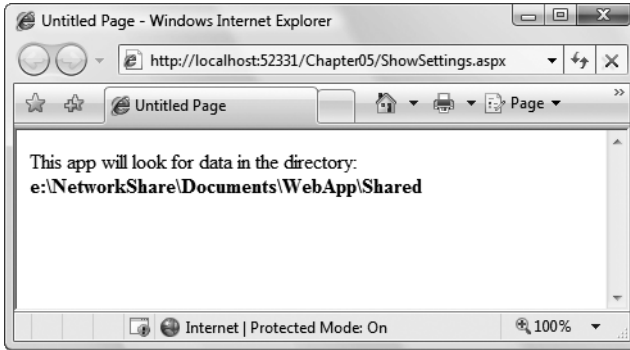 Untitled Page - Windows Internet Explorer
http://localhost:52331/Chapter05/ShowSettings.aspx
Untitled Page
Page
This app will look for data in the directory:
e:\NetworkShare\Documents\WebApp\Shared
Internet | Protected Mode: On
100%